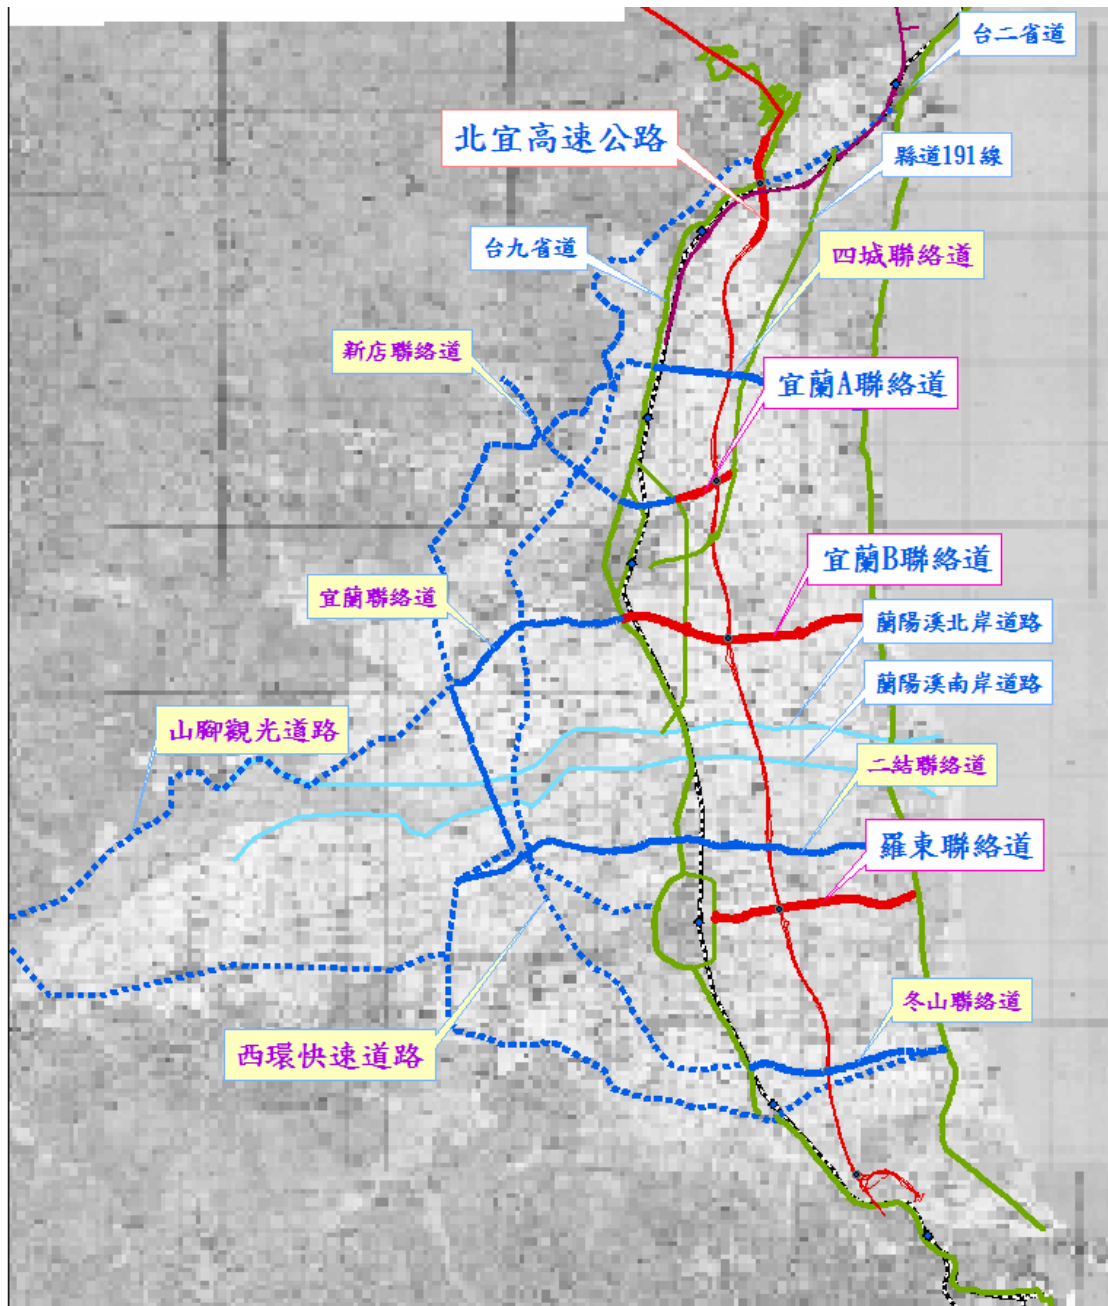 台二省道
北宜高速公路
縣道191線
台九省道
四城聯絡道
新店聯絡道
宜蘭A聯絡道
宜蘭B聯絡道
宜蘭聯絡道
蘭陽溪北岸道路
蘭陽溪南岸道路
山腳觀光道路
二結聯絡道
羅東聯絡道
冬山聯絡道
西環快速道路